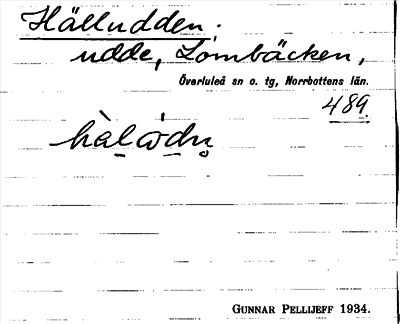 Hälludden.
udde, Lombäcken,
Överluleå sn o. tg, Norrbottens län.
489.
GUNNAR PELLIJEFF 1934.